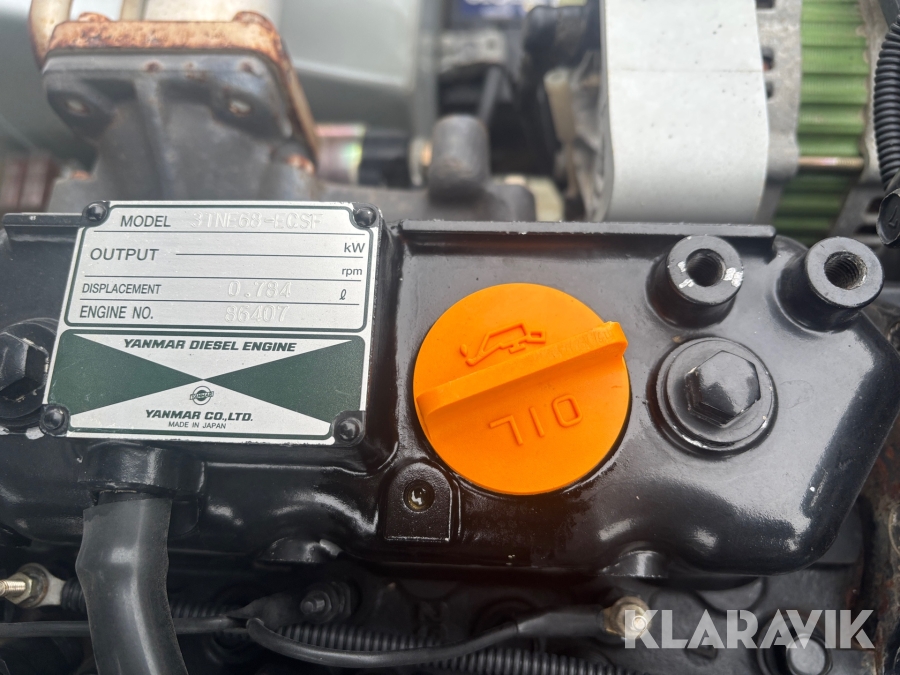 MODEL 3TNE68-ECSF
OUTPUT kW
rpm
DISPLACEMENT 0.784 ℓ
ENGINE NO. 86407
YANMAR DIESEL ENGINE
YANMAR CO.,LTD.
MADE IN JAPAN
OIL
KLARAVIK